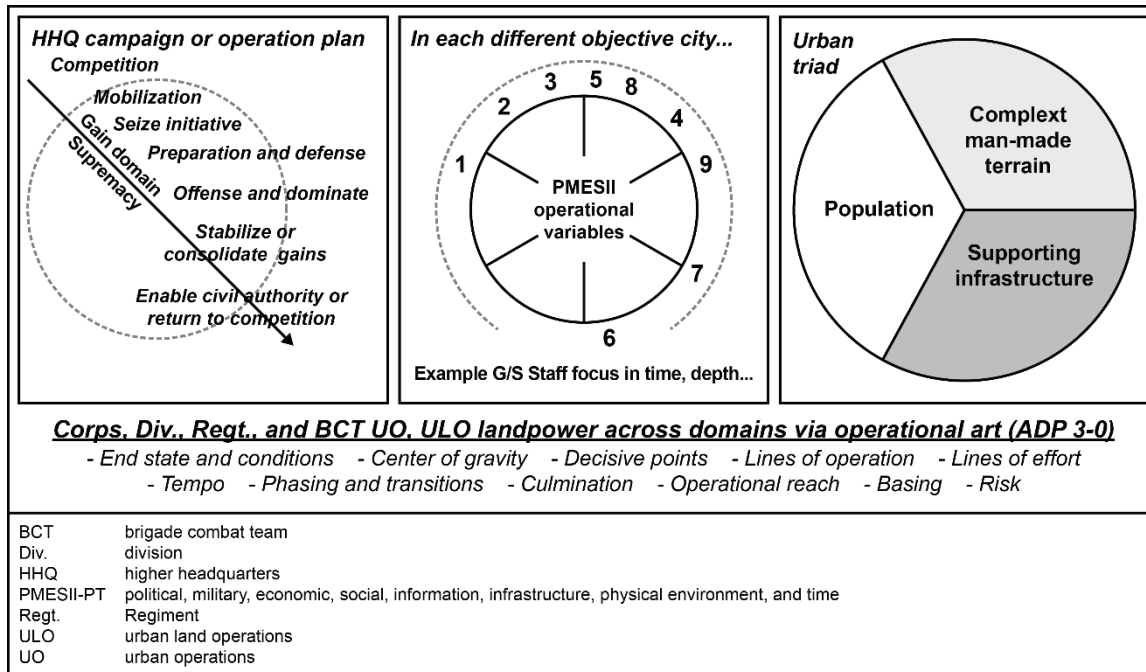 HHQ campaign or operation plan
Competition
Mobilization
Seize initiative
Preparation and defense
Offense and dominate
Stabilize or
consolidate gains
Enable civil authority or
return to competition
Gain domain
Supremacy
In each different objective city...
1
2
3
5
8
4
9
7
6
PMESII
operational
variables
Example G/S Staff focus in time, depth...
Urban
triad
Complext
man-made
terrain
Population
Supporting
infrastructure
Corps, Div., Regt., and BCT UO, ULO landpower across domains via operational art (ADP 3-0)
- End state and conditions - Center of gravity - Decisive points - Lines of operation - Lines of effort
- Tempo - Phasing and transitions - Culmination - Operational reach - Basing - Risk
BCT brigade combat team
Div. division
HHQ higher headquarters
PMESII-PT political, military, economic, social, information, infrastructure, physical environment, and time
Regt. Regiment
ULO urban land operations
UO urban operations